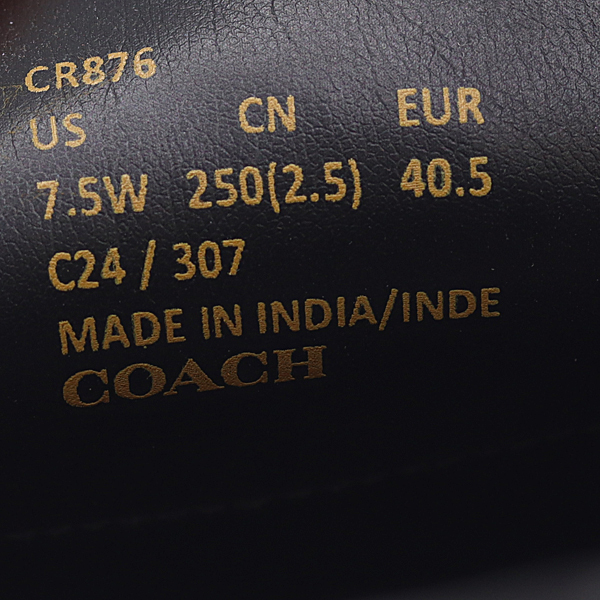 CR876
US CN EUR
7.5W 250(2.5) 40.5
C24 / 307
MADE IN INDIA/INDE
COACH